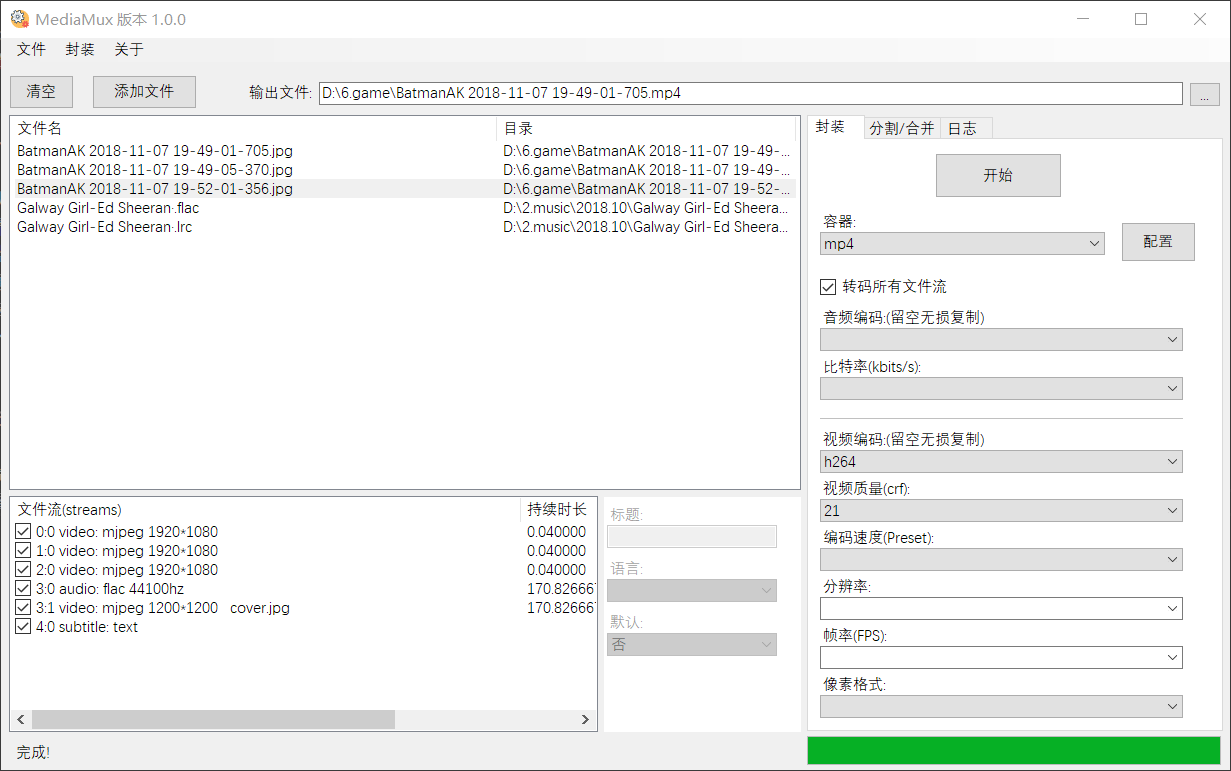 MediaMux 版本 1.0.0
文件 封装 关于
清空 添加文件 输出文件: D:\6.game\BatmanAK 2018-11-07 19-49-01-705.mp4 ...
文件名 目录
BatmanAK 2018-11-07 19-49-01-705.jpg D:\6.game\BatmanAK 2018-11-07 19-49-...
BatmanAK 2018-11-07 19-49-05-370.jpg D:\6.game\BatmanAK 2018-11-07 19-49-...
BatmanAK 2018-11-07 19-52-01-356.jpg D:\6.game\BatmanAK 2018-11-07 19-52-...
Galway Girl-Ed Sheeran·.flac D:\2.music\2018.10\Galway Girl-Ed Sheera...
Galway Girl-Ed Sheeran·.lrc D:\2.music\2018.10\Galway Girl-Ed Sheera...
文件流(streams) 持续时长
0:0 video: mjpeg 1920*1080 0.040000
1:0 video: mjpeg 1920*1080 0.040000
2:0 video: mjpeg 1920*1080 0.040000
3:0 audio: flac 44100hz 170.826667
3:1 video: mjpeg 1200*1200 cover.jpg 170.826667
4:0 subtitle: text
标题:
语言:
默认:
否
封装 分割/合并 日志
开始
容器:
mp4 配置
转码所有文件流
音频编码:(留空无损复制)
比特率(kbits/s):
视频编码:(留空无损复制)
h264
视频质量(crf):
21
编码速度(Preset):
分辨率:
帧率(FPS):
像素格式:
完成!